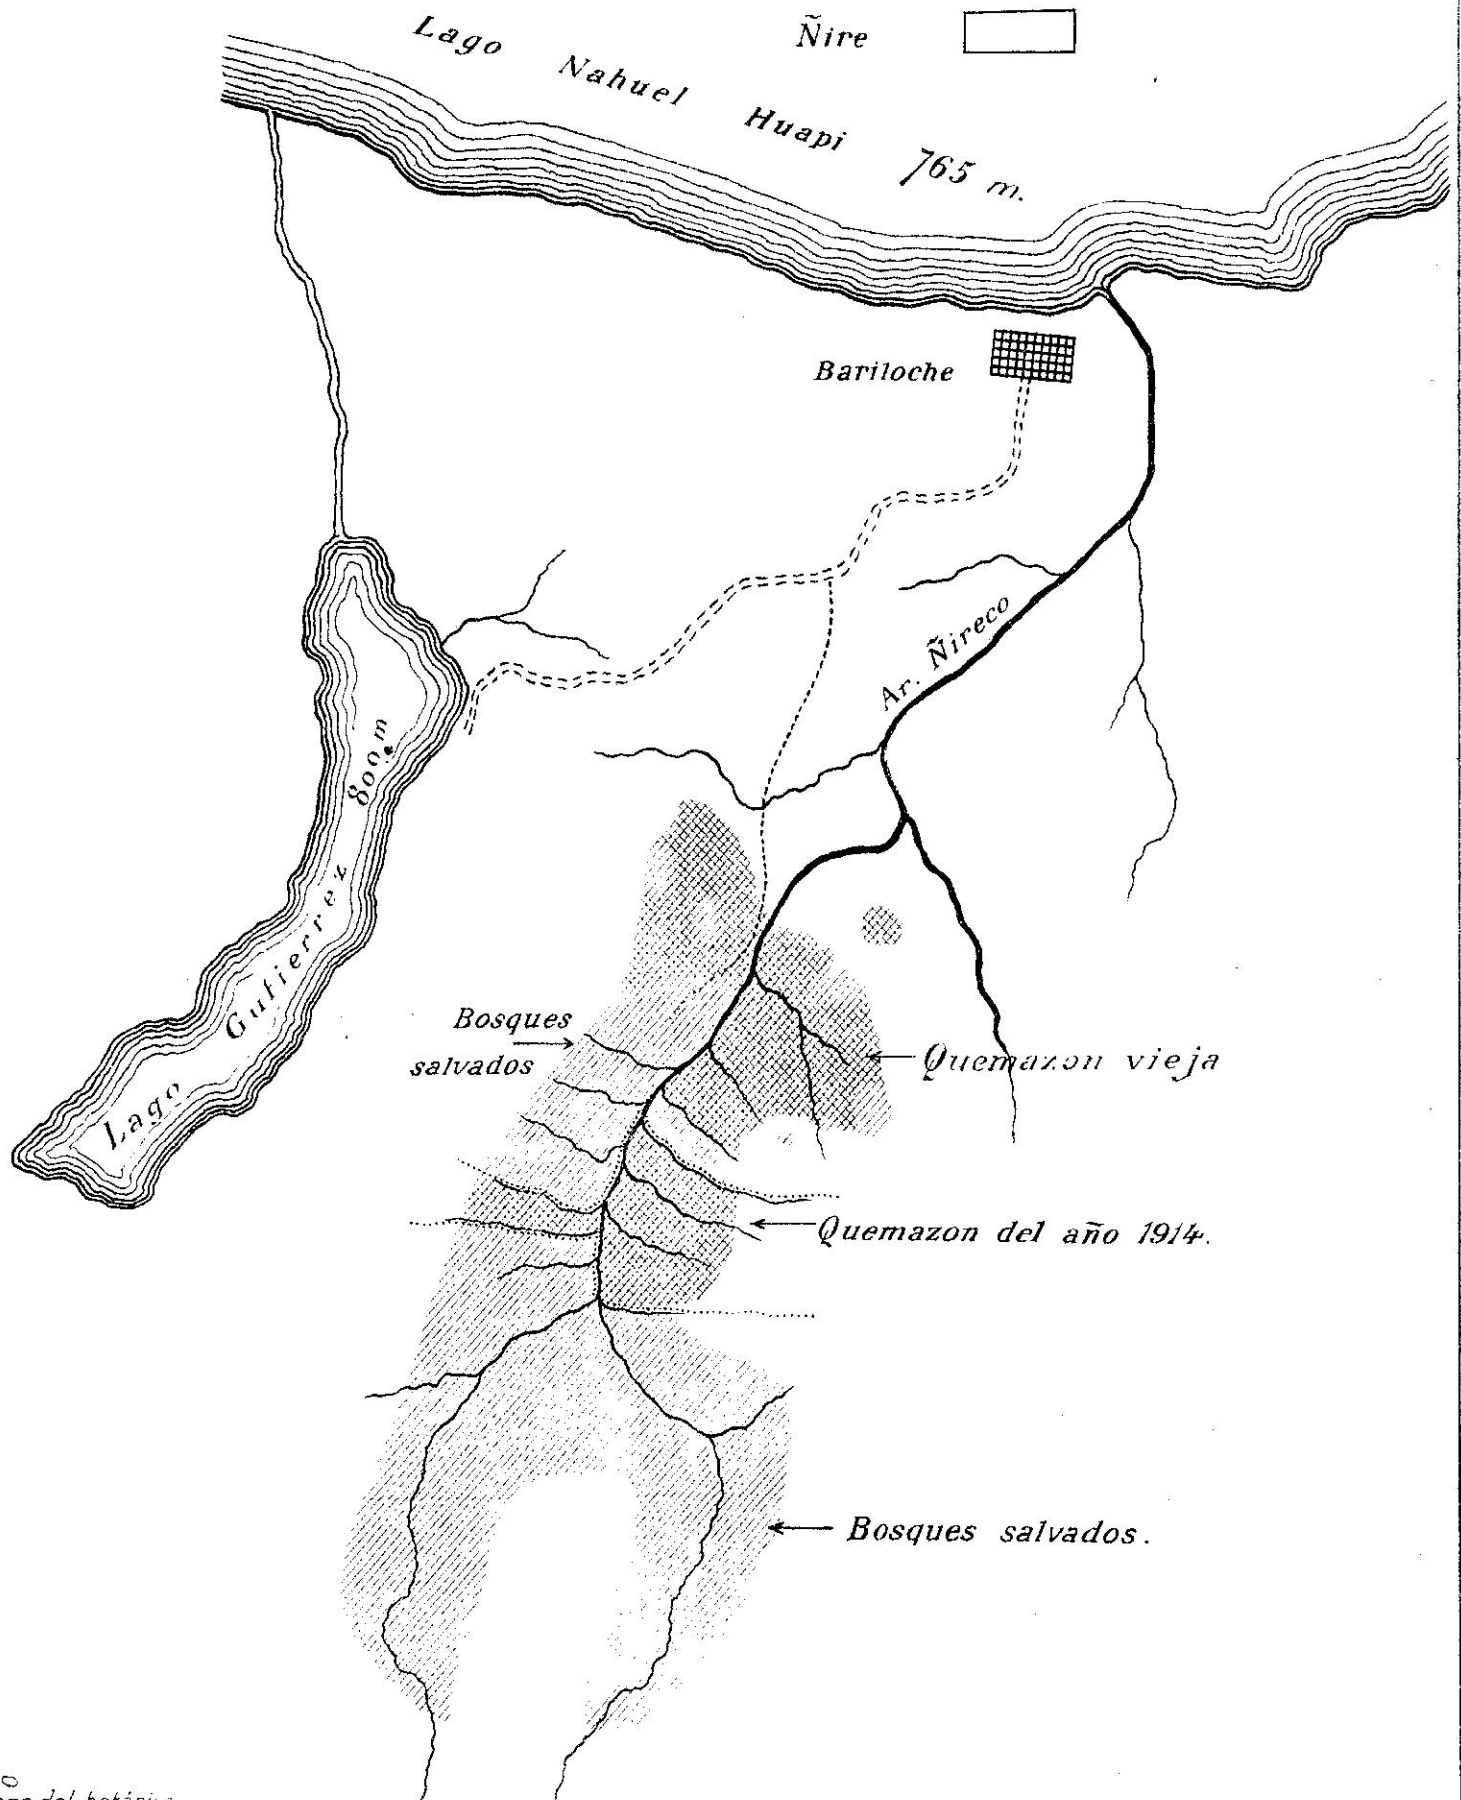 Ñire
Lago Nahuel Huapi 765 m.
Bariloche
Ar. Ñireco
800 m
Lago Gutierrez
Bosques
salvados
Quemazon vieja
Quemazon del año 1914.
Bosques salvados.